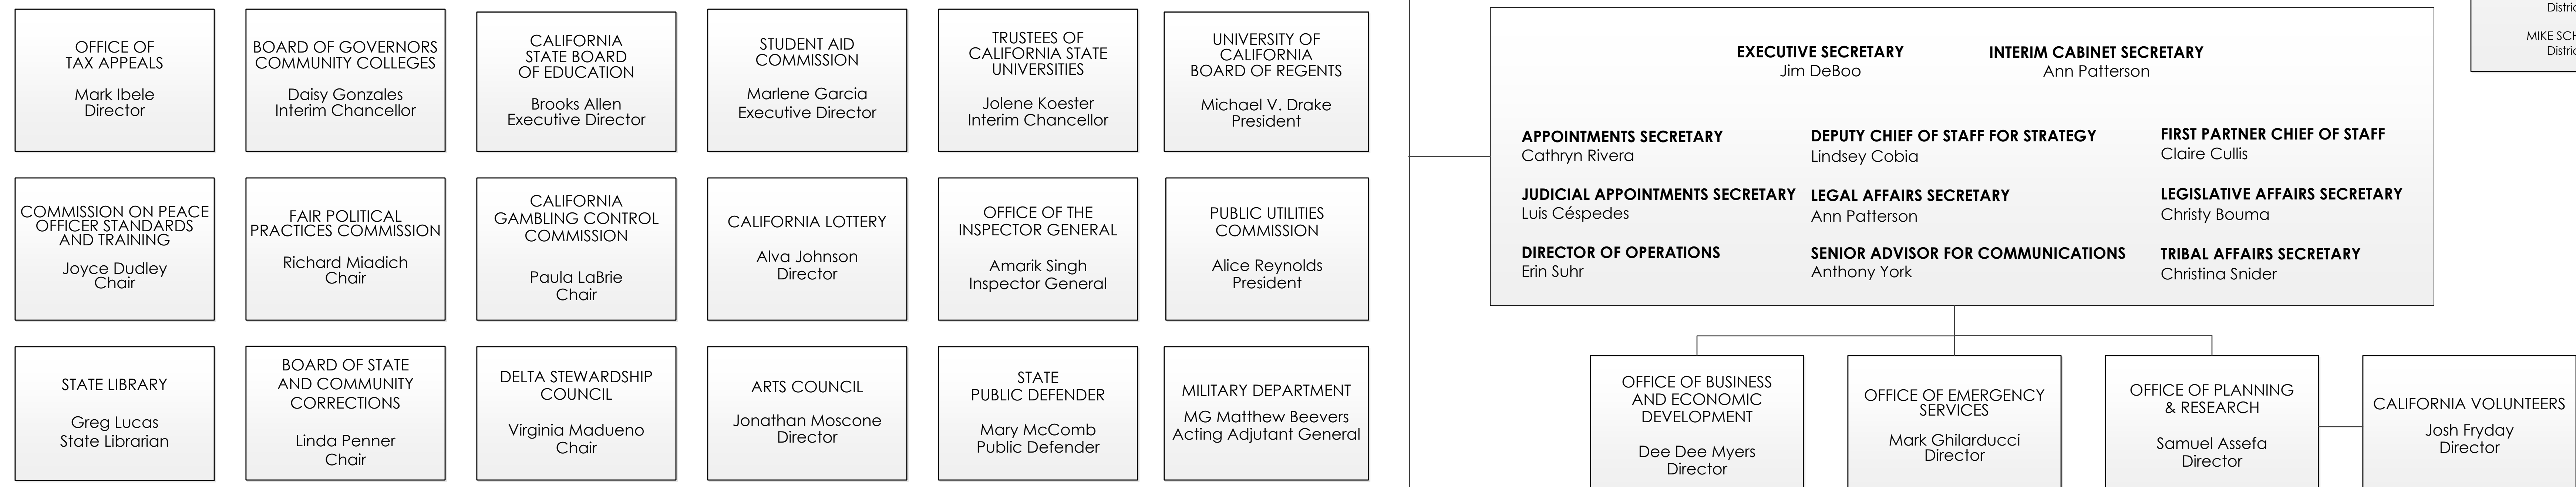 OFFICE OF
TAX APPEALS
Mark Ibele
Director
BOARD OF GOVERNORS
COMMUNITY COLLEGES
Daisy Gonzales
Interim Chancellor
CALIFORNIA
STATE BOARD
OF EDUCATION
Brooks Allen
Executive Director
STUDENT AID
COMMISSION
Marlene Garcia
Executive Director
TRUSTEES OF
CALIFORNIA STATE
UNIVERSITIES
Jolene Koester
Interim Chancellor
UNIVERSITY OF
CALIFORNIA
BOARD OF REGENTS
Michael V. Drake
President
COMMISSION ON PEACE
OFFICER STANDARDS
AND TRAINING
Joyce Dudley
Chair
FAIR POLITICAL
PRACTICES COMMISSION
Richard Miadich
Chair
CALIFORNIA
GAMBLING CONTROL
COMMISSION
Paula LaBrie
Chair
CALIFORNIA LOTTERY
Alva Johnson
Director
OFFICE OF THE
INSPECTOR GENERAL
Amarik Singh
Inspector General
PUBLIC UTILITIES
COMMISSION
Alice Reynolds
President
STATE LIBRARY
Greg Lucas
State Librarian
BOARD OF STATE
AND COMMUNITY
CORRECTIONS
Linda Penner
Chair
DELTA STEWARDSHIP
COUNCIL
Virginia Madueno
Chair
ARTS COUNCIL
Jonathan Moscone
Director
STATE
PUBLIC DEFENDER
Mary McComb
Public Defender
MILITARY DEPARTMENT
MG Matthew Beevers
Acting Adjutant General
EXECUTIVE SECRETARY
Jim DeBoo
INTERIM CABINET SECRETARY
Ann Patterson
APPOINTMENTS SECRETARY
Cathryn Rivera
DEPUTY CHIEF OF STAFF FOR STRATEGY
Lindsey Cobia
FIRST PARTNER CHIEF OF STAFF
Claire Cullis
JUDICIAL APPOINTMENTS SECRETARY
Luis Céspedes
LEGAL AFFAIRS SECRETARY
Ann Patterson
LEGISLATIVE AFFAIRS SECRETARY
Christy Bouma
DIRECTOR OF OPERATIONS
Erin Suhr
SENIOR ADVISOR FOR COMMUNICATIONS
Anthony York
TRIBAL AFFAIRS SECRETARY
Christina Snider
OFFICE OF BUSINESS
AND ECONOMIC
DEVELOPMENT
Dee Dee Myers
Director
OFFICE OF EMERGENCY
SERVICES
Mark Ghilarducci
Director
OFFICE OF PLANNING
& RESEARCH
Samuel Assefa
Director
CALIFORNIA VOLUNTEERS
Josh Fryday
Director
MIKE